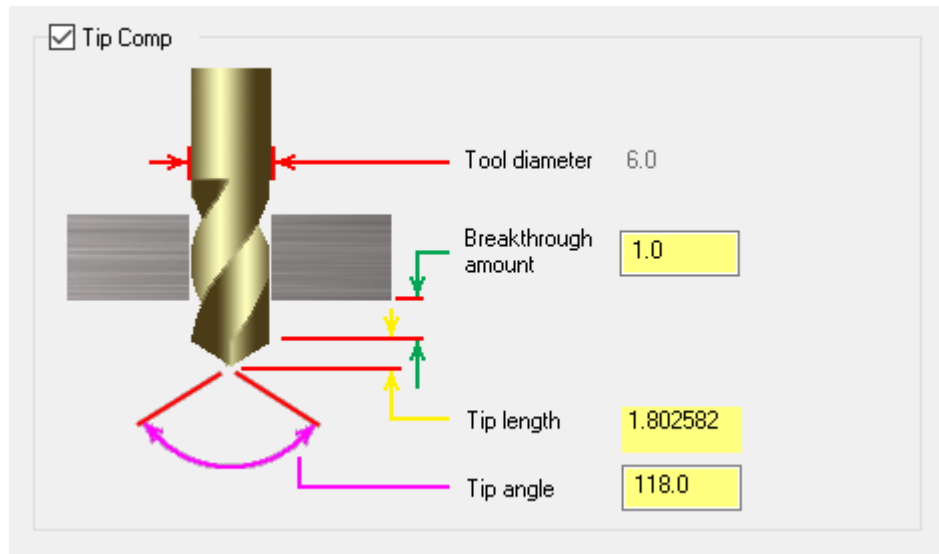 Tip Comp
Tool diameter 6.0
Breakthrough
amount 1.0
Tip length 1.802582
Tip angle 118.0